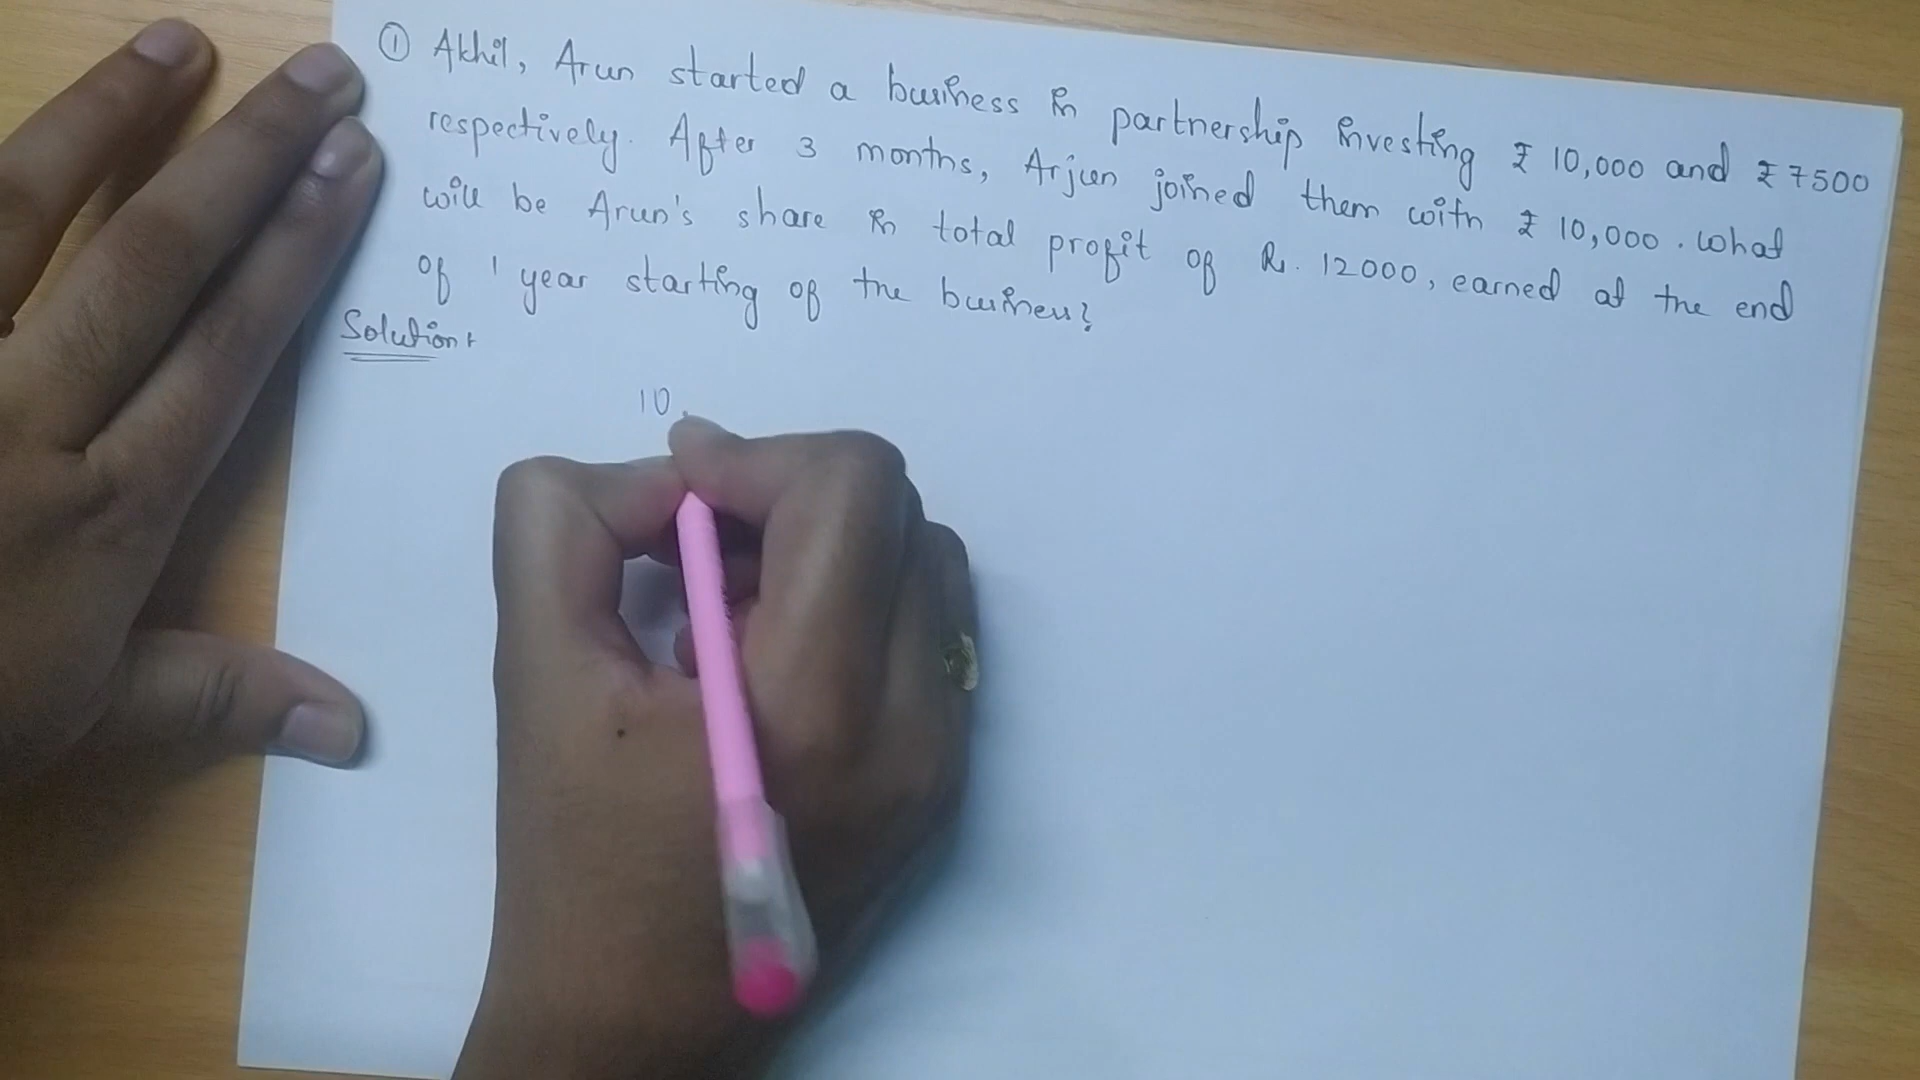 ① Akhil, Arun started a business in partnership investing ₹ 10,000 and ₹ 7500
respectively. After 3 months, Arjun joined them with ₹ 10,000. What
will be Arun's share in total profit of Rs. 12000, earned at the end
of 1 year starting of the business?
Solution:
10